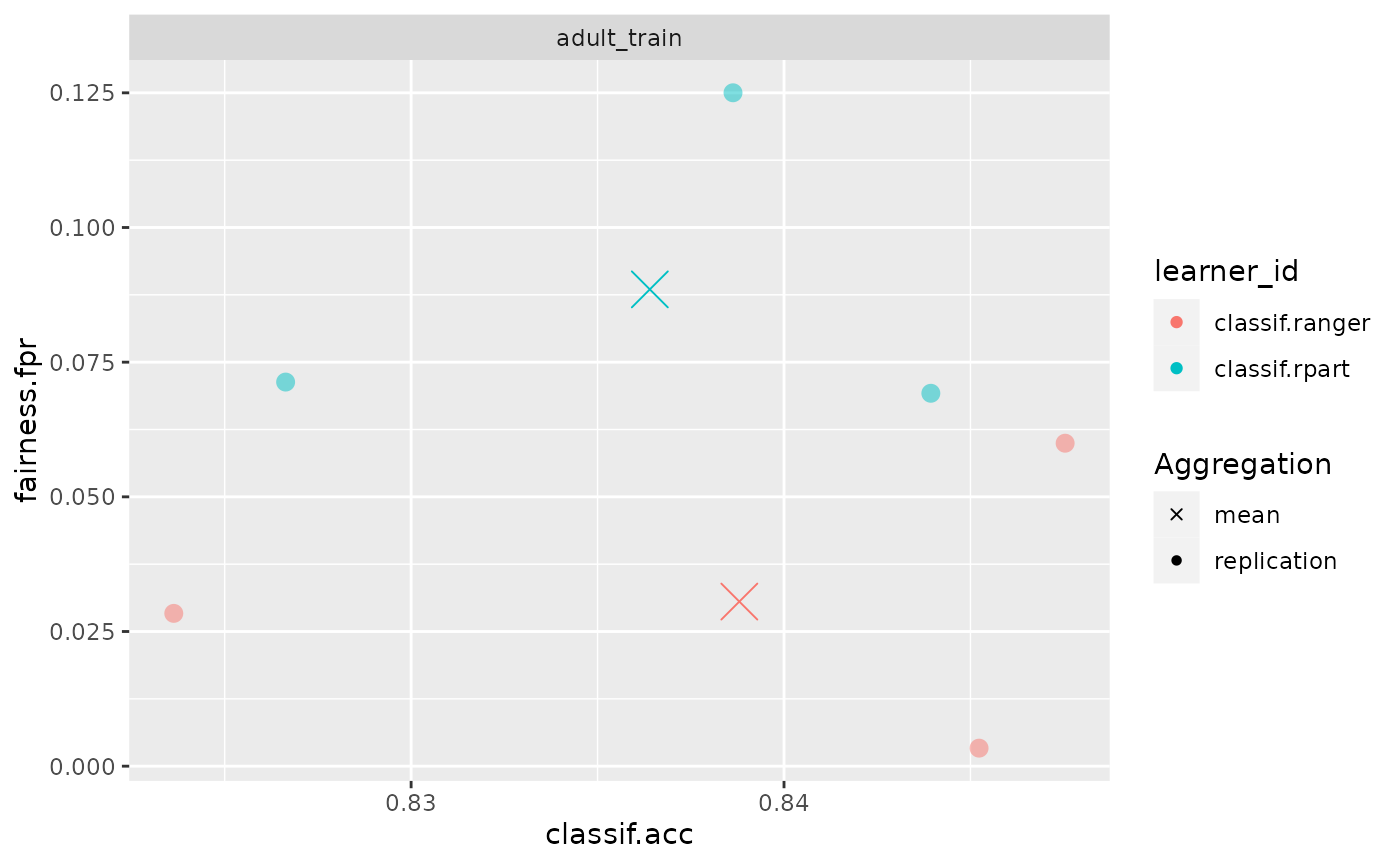 adult_train
fairness.fpr
0.125
0.100
0.075
0.050
0.025
0.000
0.83
0.84
classif.acc
learner_id
classif.ranger
classif.rpart
Aggregation
mean
replication